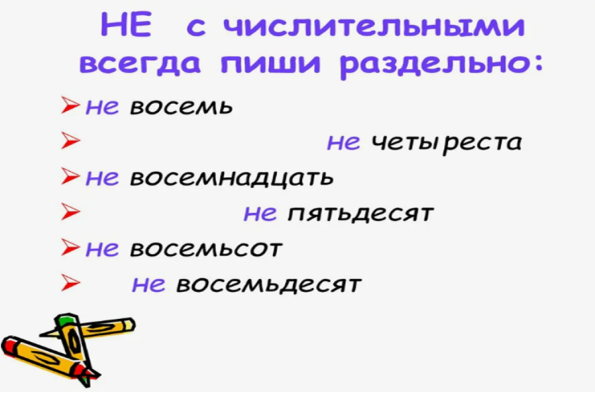 НЕ с числительными
всегда пиши раздельно:
не восемь
не четыреста
не восемнадцать
не пятьдесят
не восемьсот
не восемьдесят